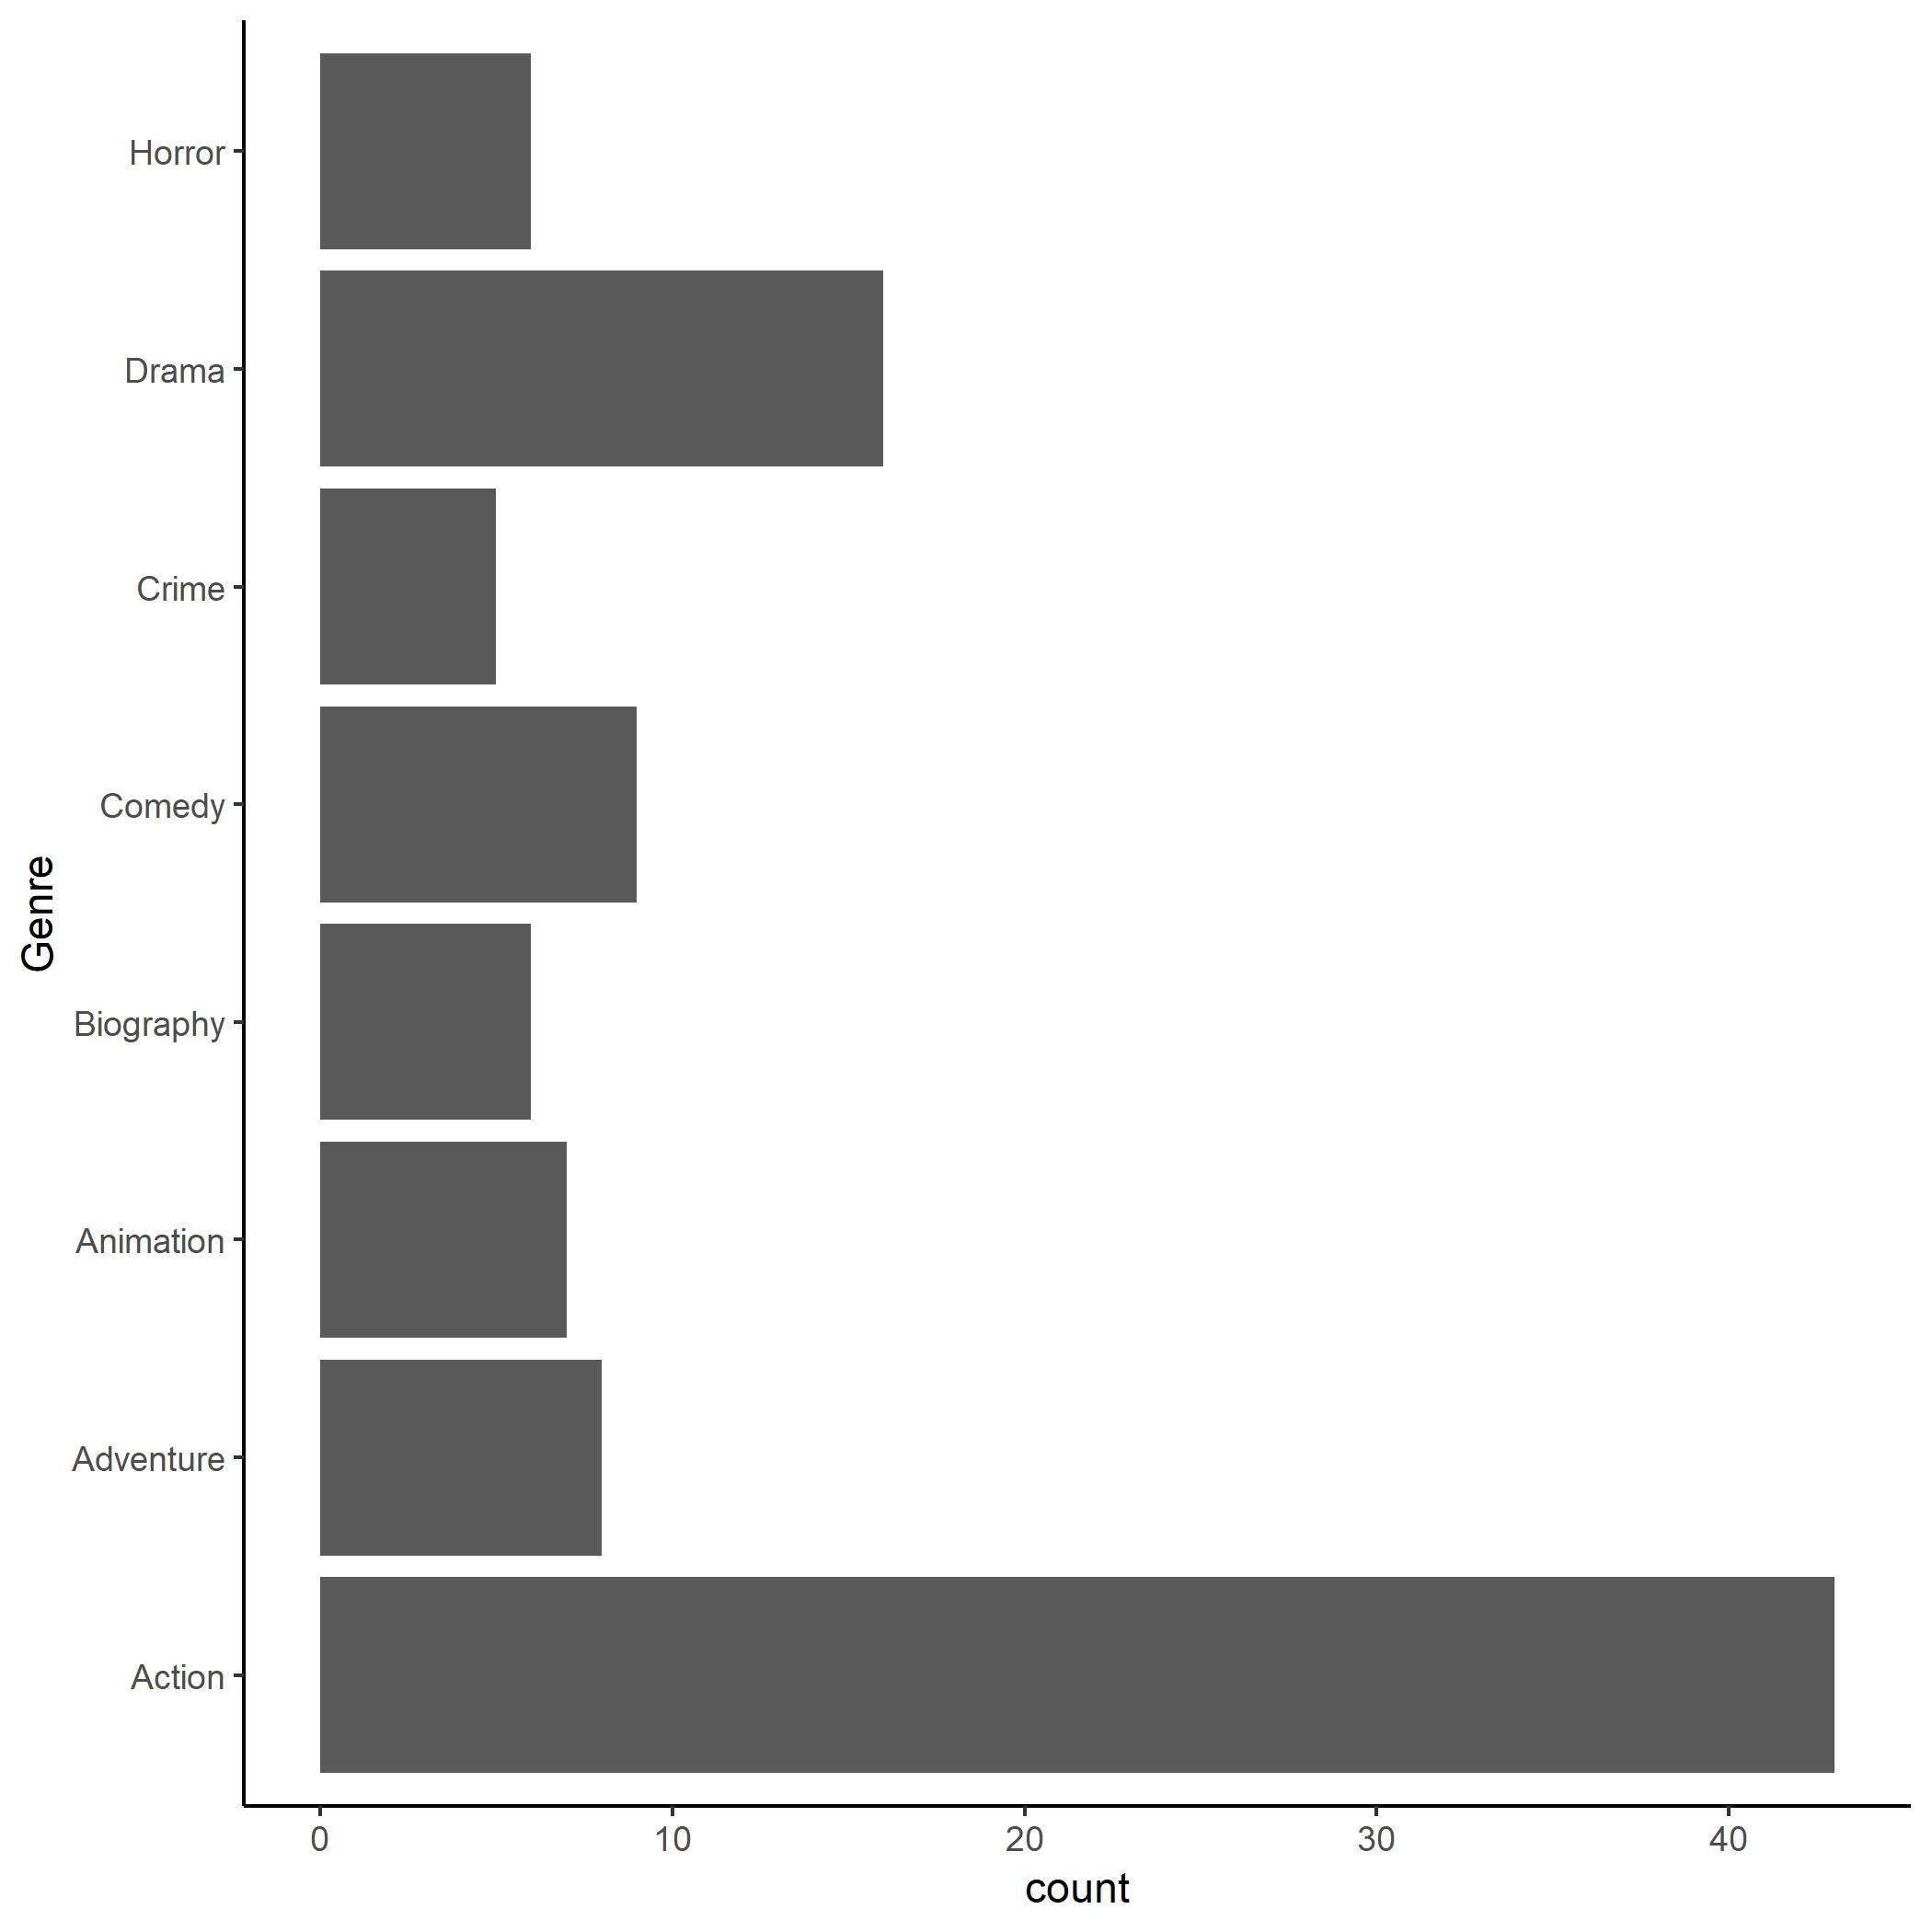 Horror
Drama
Crime
Comedy
Genre
Biography
Animation
Adventure
Action
0 10 20 30 40
count